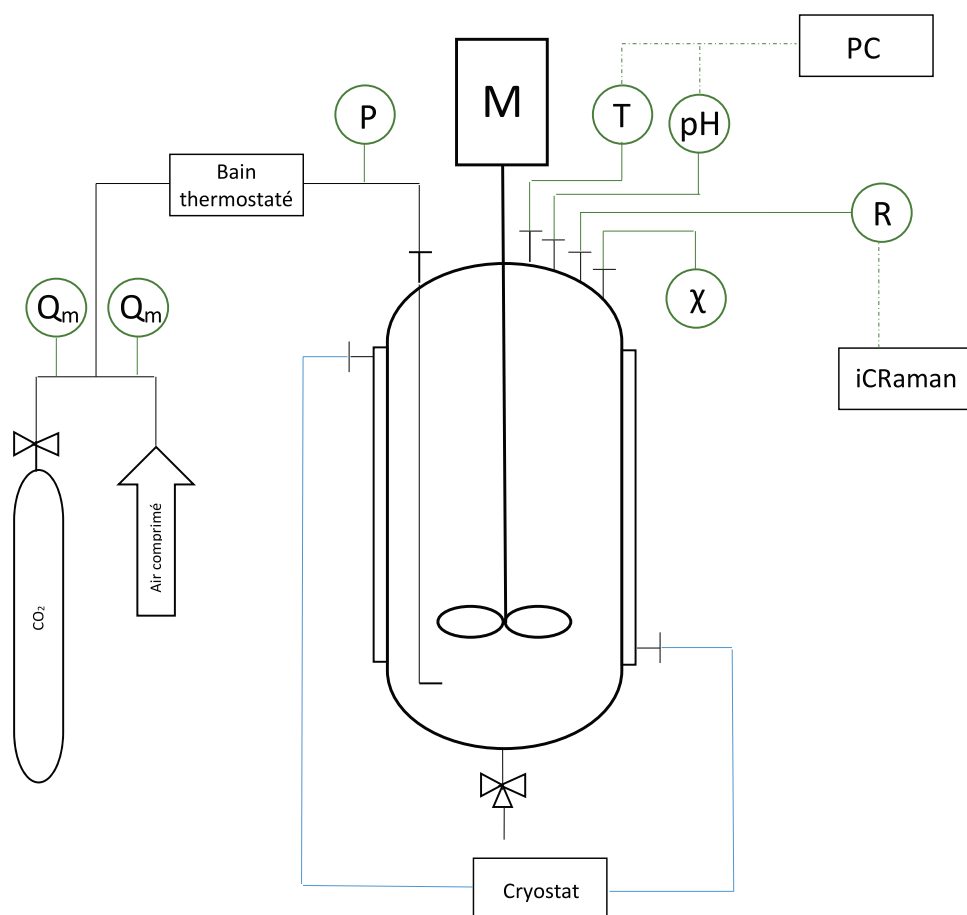 PC
M
P
T
pH
Bain
thermostaté
R
Qm
Qm
χ
iCRaman
Air comprimé
CO₂
Cryostat